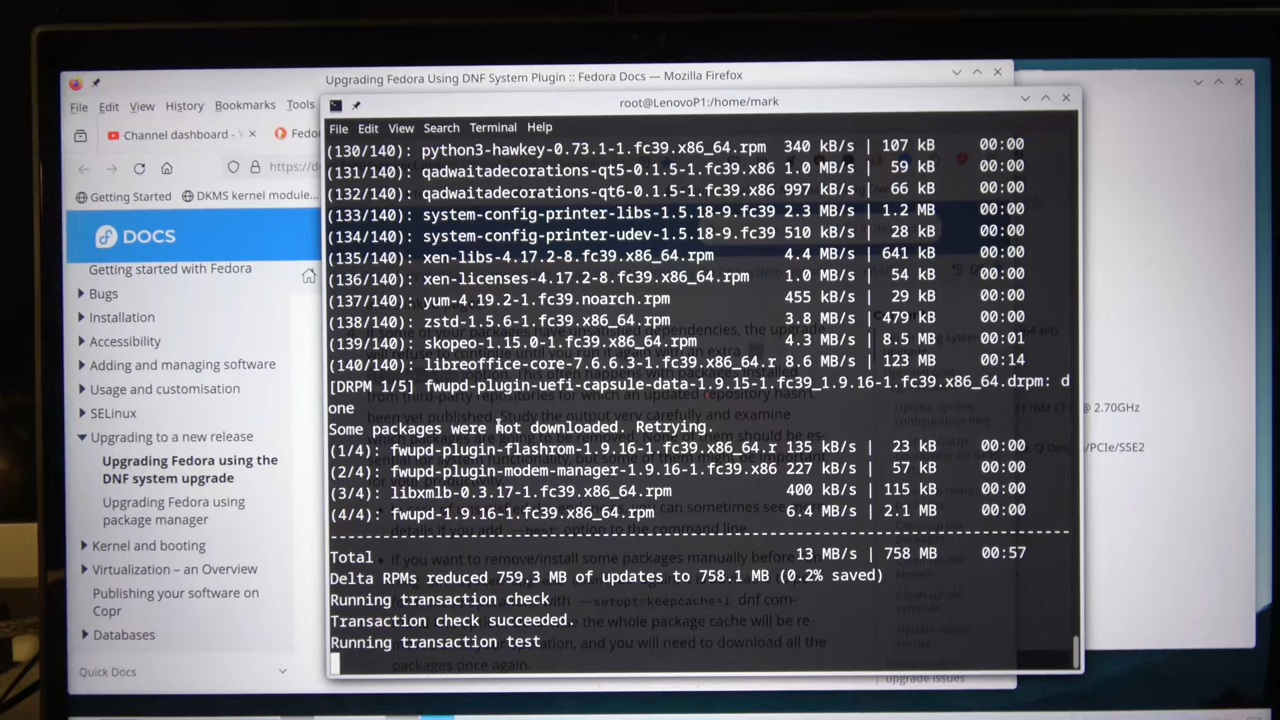 Upgrading Fedora Using DNF System Plugin :: Fedora Docs — Mozilla Firefox
File Edit View History Bookmarks Tools
Channel dashboard - Y
Fedo
https://d
Getting Started DKMS kernel module...
DOCS
Getting started with Fedora
Bugs
Installation
Accessibility
Adding and managing software
Usage and customisation
SELinux
Upgrading to a new release
Upgrading Fedora using the
DNF system upgrade
Upgrading Fedora using
package manager
Kernel and booting
Virtualization – an Overview
Publishing your software on
Copr
Databases
Quick Docs
root@LenovoP1:/home/mark
File Edit View Search Terminal Help
(130/140): python3-hawkey-0.73.1-1.fc39.x86_64.rpm 340 kB/s | 107 kB 00:00
(131/140): qadwaitadecorations-qt5-0.1.5-1.fc39.x86 1.0 MB/s | 59 kB 00:00
(132/140): qadwaitadecorations-qt6-0.1.5-1.fc39.x86 997 kB/s | 66 kB 00:00
(133/140): system-config-printer-libs-1.5.18-9.fc39 2.3 MB/s | 1.2 MB 00:00
(134/140): system-config-printer-udev-1.5.18-9.fc39 510 kB/s | 28 kB 00:00
(135/140): xen-libs-4.17.2-8.fc39.x86_64.rpm 4.4 MB/s | 641 kB 00:00
(136/140): xen-licenses-4.17.2-8.fc39.x86_64.rpm 1.0 MB/s | 54 kB 00:00
(137/140): yum-4.19.2-1.fc39.noarch.rpm 455 kB/s | 29 kB 00:00
(138/140): zstd-1.5.6-1.fc39.x86_64.rpm 3.8 MB/s | 479 kB 00:00
(139/140): skopeo-1.15.0-1.fc39.x86_64.rpm 4.3 MB/s | 8.5 MB 00:01
(140/140): libreoffice-core-7.6.6.3-1.fc39.x86_64.r 8.6 MB/s | 123 MB 00:14
[DRPM 1/5] fwupd-plugin-uefi-capsule-data-1.9.15-1.fc39_1.9.16-1.fc39.x86_64.drpm: d
one
Some packages were not downloaded. Retrying.
(1/4): fwupd-plugin-flashrom-1.9.16-1.fc39.x86_64.r 135 kB/s | 23 kB 00:00
(2/4): fwupd-plugin-modem-manager-1.9.16-1.fc39.x86 227 kB/s | 57 kB 00:00
(3/4): libxmlb-0.3.17-1.fc39.x86_64.rpm 400 kB/s | 115 kB 00:00
(4/4): fwupd-1.9.16-1.fc39.x86_64.rpm 6.4 MB/s | 2.1 MB 00:00
--------------------------------------------------------------------------------
Total 13 MB/s | 758 MB 00:57
Delta RPMs reduced 759.3 MB of updates to 758.1 MB (0.2% saved)
Running transaction check
Transaction check succeeded.
Running transaction test
@ 2.70GHz
/PCIe/SSE2